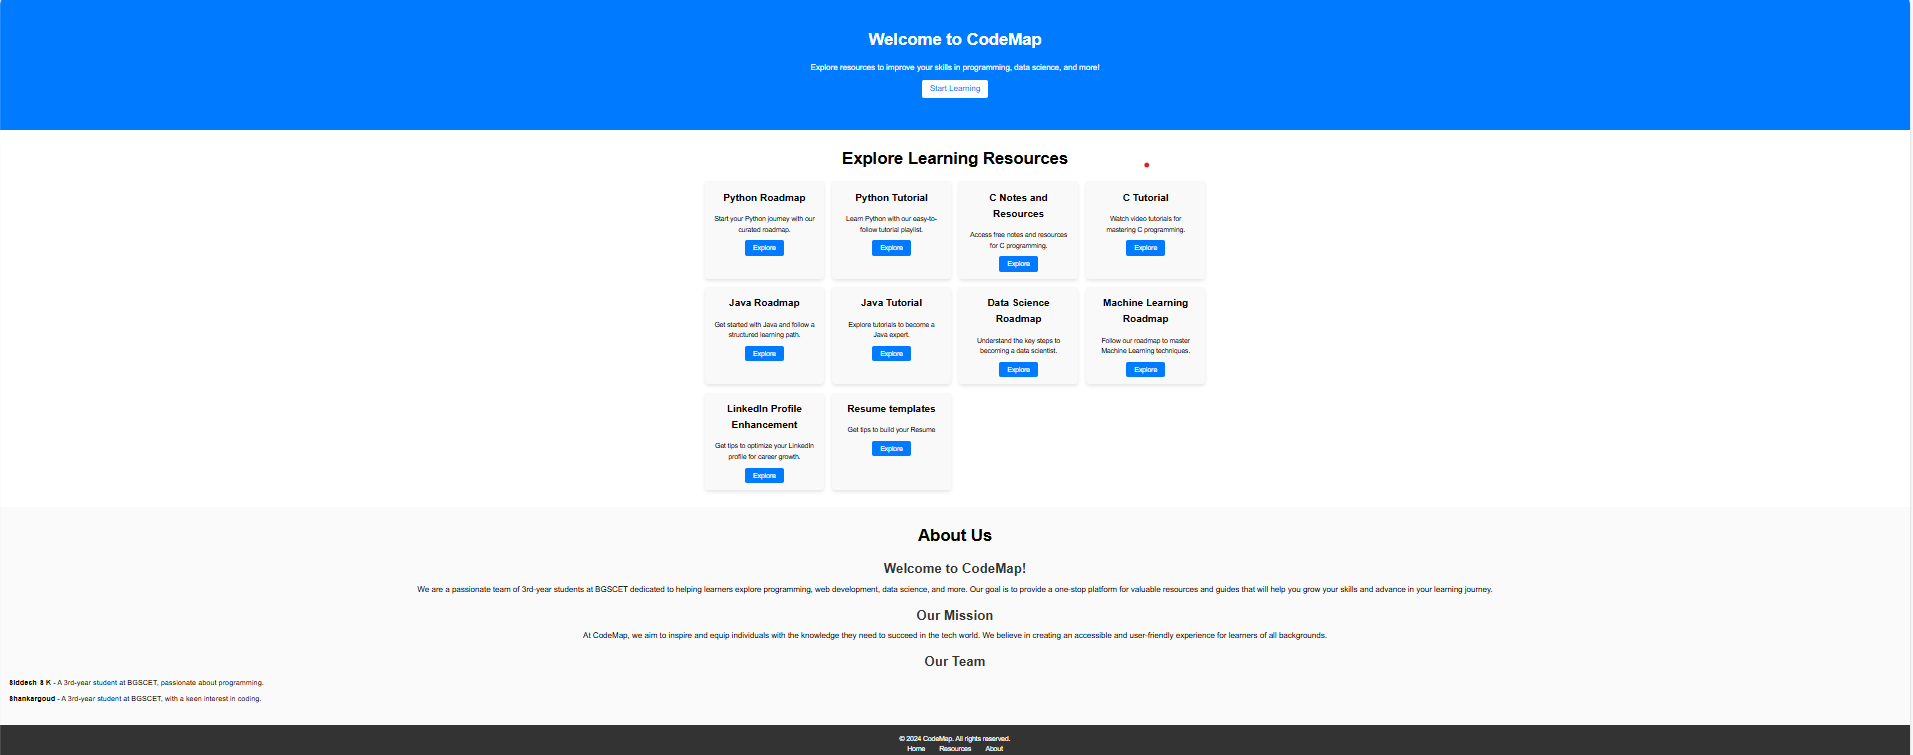 Welcome to CodeMap
Explore resources to improve your skills in programming, data science, and more!
Start Learning
Explore Learning Resources
Python Roadmap
Start your Python journey with our
curated roadmap.
Explore
Python Tutorial
Learn Python with our easy-to-
follow tutorial playlist.
Explore
C Notes and
Resources
Access free notes and resources
for C programming.
Explore
C Tutorial
Watch video tutorials for
mastering C programming.
Explore
Java Roadmap
Get started with Java and follow a
structured learning path.
Explore
Java Tutorial
Explore tutorials to become a
Java expert.
Explore
Data Science
Roadmap
Understand the key steps to
becoming a data scientist.
Explore
Machine Learning
Roadmap
Follow our roadmap to master
Machine Learning techniques.
Explore
LinkedIn Profile
Enhancement
Get tips to optimize your LinkedIn
profile for career growth.
Explore
Resume templates
Get tips to build your Resume
Explore
About Us
Welcome to CodeMap!
We are a passionate team of 3rd-year students at BGSCET dedicated to helping learners explore programming, web development, data science, and more. Our goal is to provide a one-stop platform for valuable resources and guides that will help you grow your skills and advance in your learning journey.
Our Mission
At CodeMap, we aim to inspire and equip individuals with the knowledge they need to succeed in the tech world. We believe in creating an accessible and user-friendly experience for learners of all backgrounds.
Our Team
Siddesh S K - A 3rd-year student at BGSCET, passionate about programming.
Shankargoud - A 3rd-year student at BGSCET, with a keen interest in coding.
© 2024 CodeMap. All rights reserved.
Home Resources About